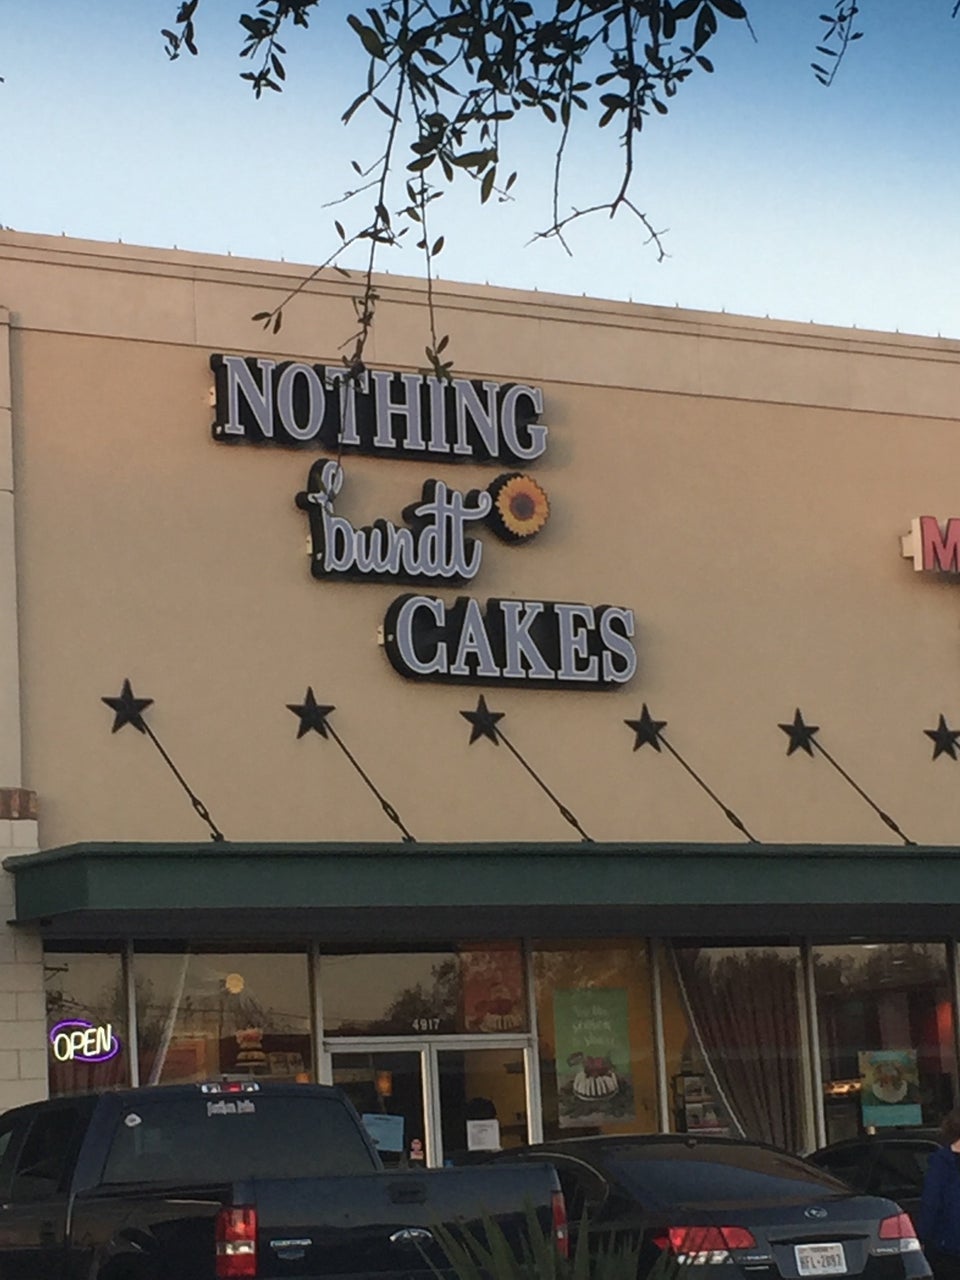 NOTHING
bundt
CAKES
M
4917
OPEN